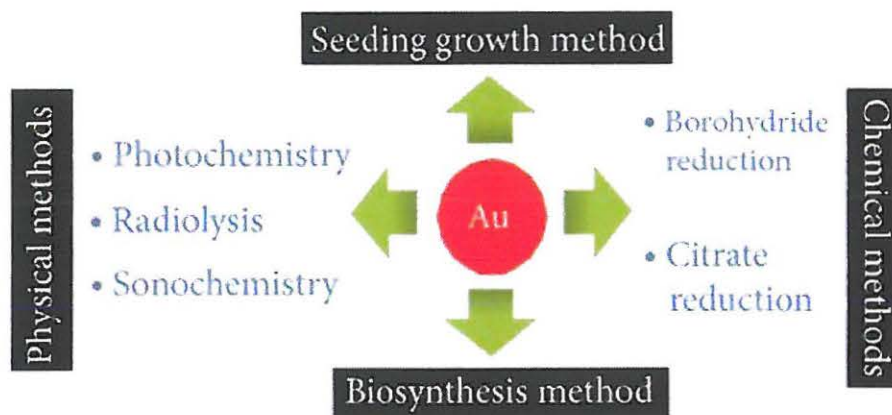 Seeding growth method
Physical methods
• Photochemistry
• Radiolysis
• Sonochemistry
Au
• Borohydride
reduction
• Citrate
reduction
Chemical methods
Biosynthesis method